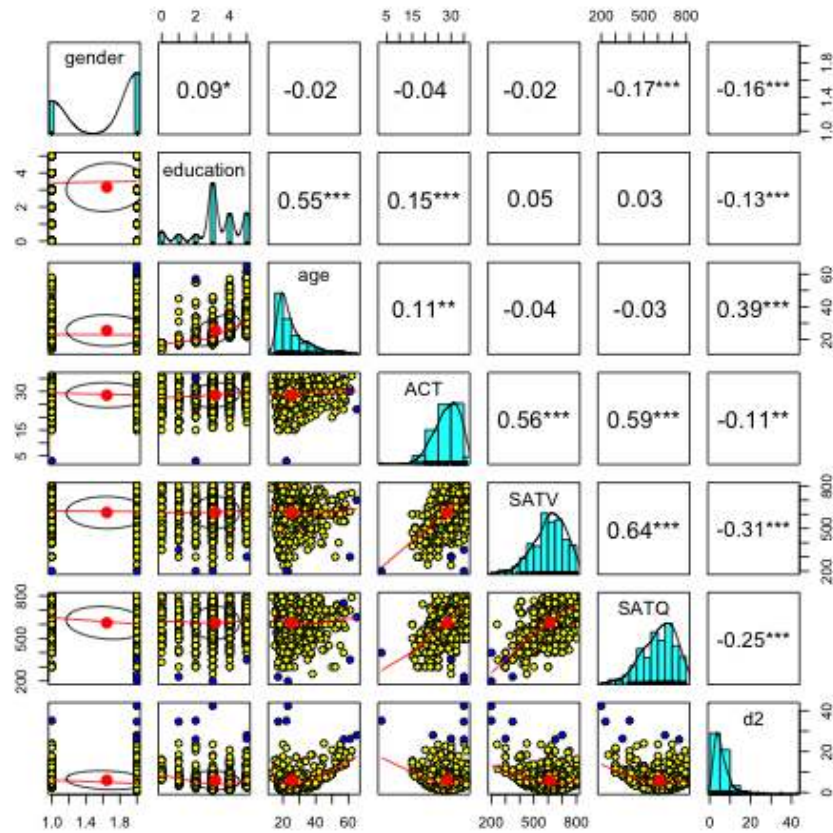 0 2 4 5 15 30 200 500 800
gender 0.09* -0.02 -0.04 -0.02 -0.17*** -0.16*** 1.0 1.4 1.8
0 2 4 education 0.55*** 0.15*** 0.05 0.03 -0.13***
age 0.11** -0.04 -0.03 0.39*** 20 40 60
5 15 30 ACT 0.56*** 0.59*** -0.11**
SATV 0.64*** -0.31*** 200 500 800
200 500 800 SATQ -0.25***
d2 0 20 40
1.0 1.4 1.8 20 40 60 200 500 800 0 10 20 30 40